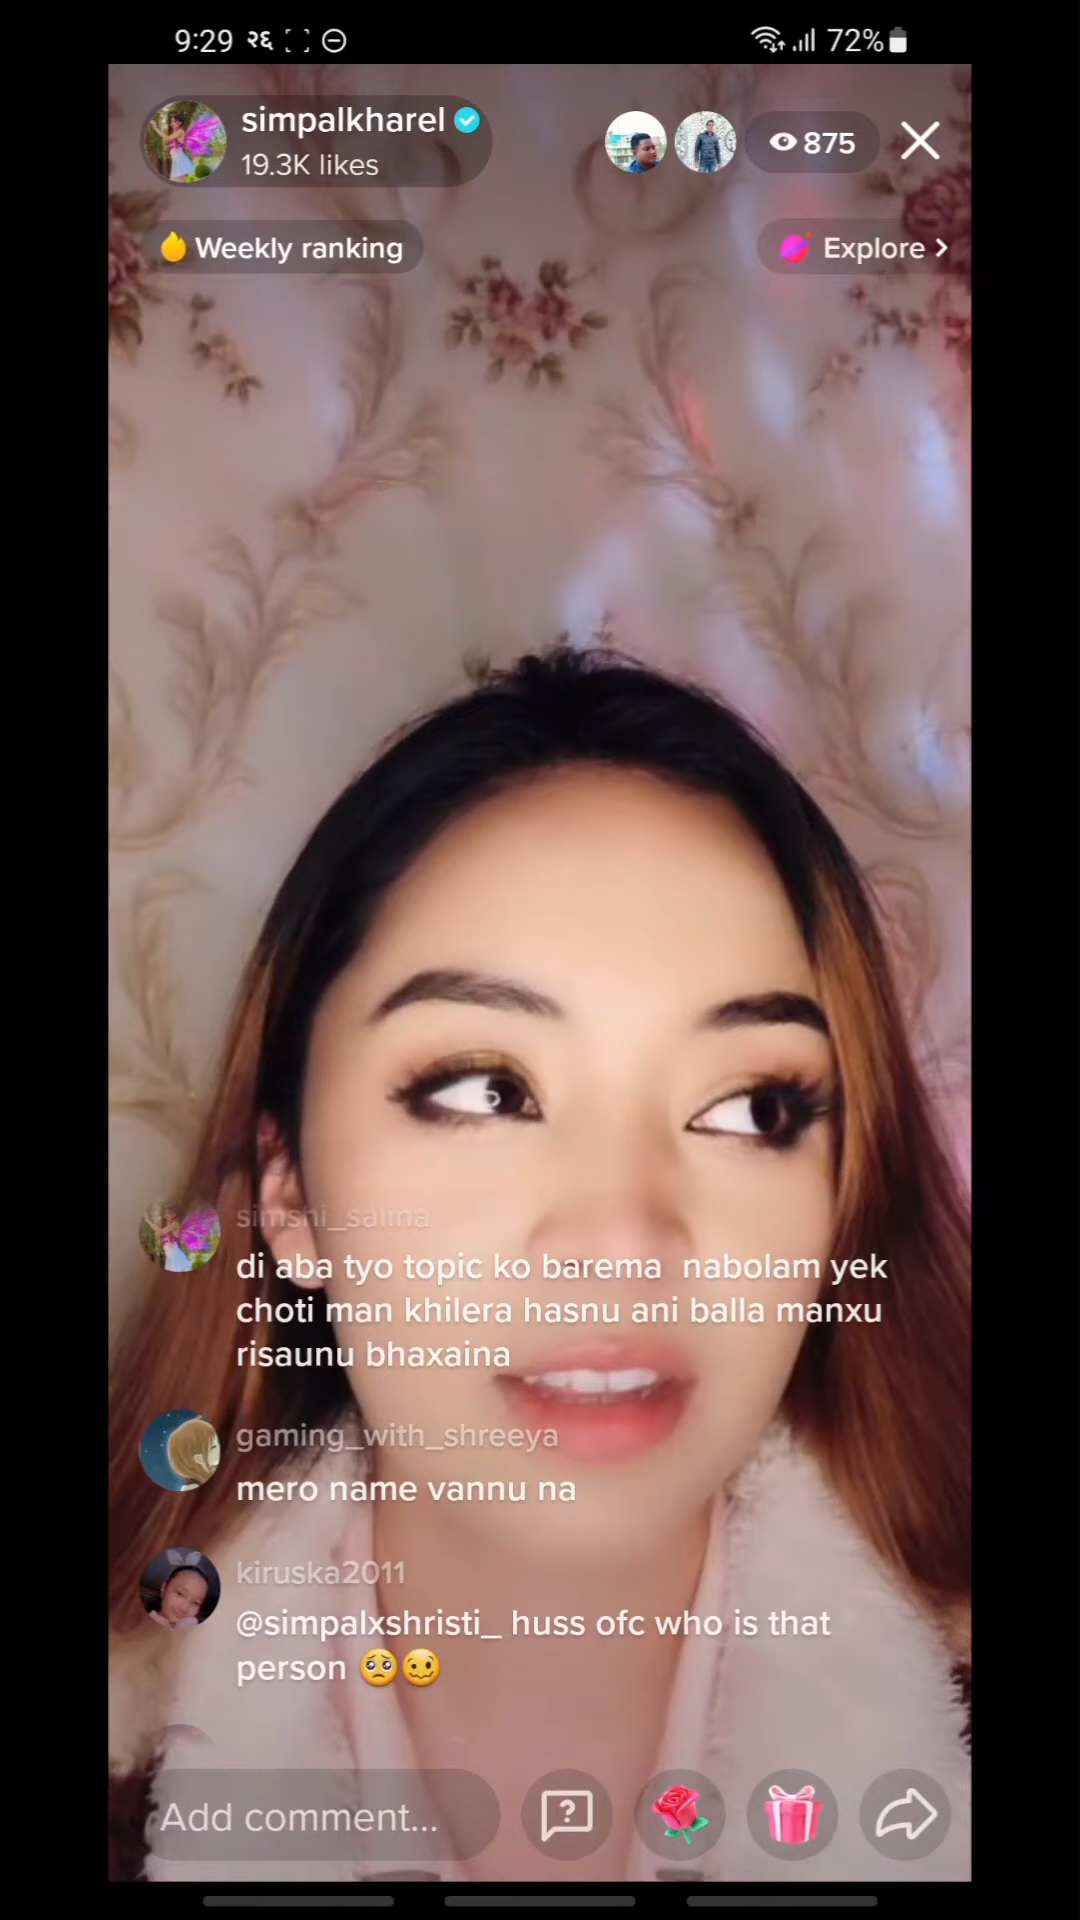 9:29 २६ 72%
simpalkharel
19.3K likes
875
Weekly ranking
Explore
simshi_salina
di aba tyo topic ko barema nabolam yek
choti man khilera hasnu ani balla manxu
risaunu bhaxaina
gaming_with_shreeya
mero name vannu na
kiruska2011
@simpalxshristi_ huss ofc who is that
person 🥺🥴
Add comment...